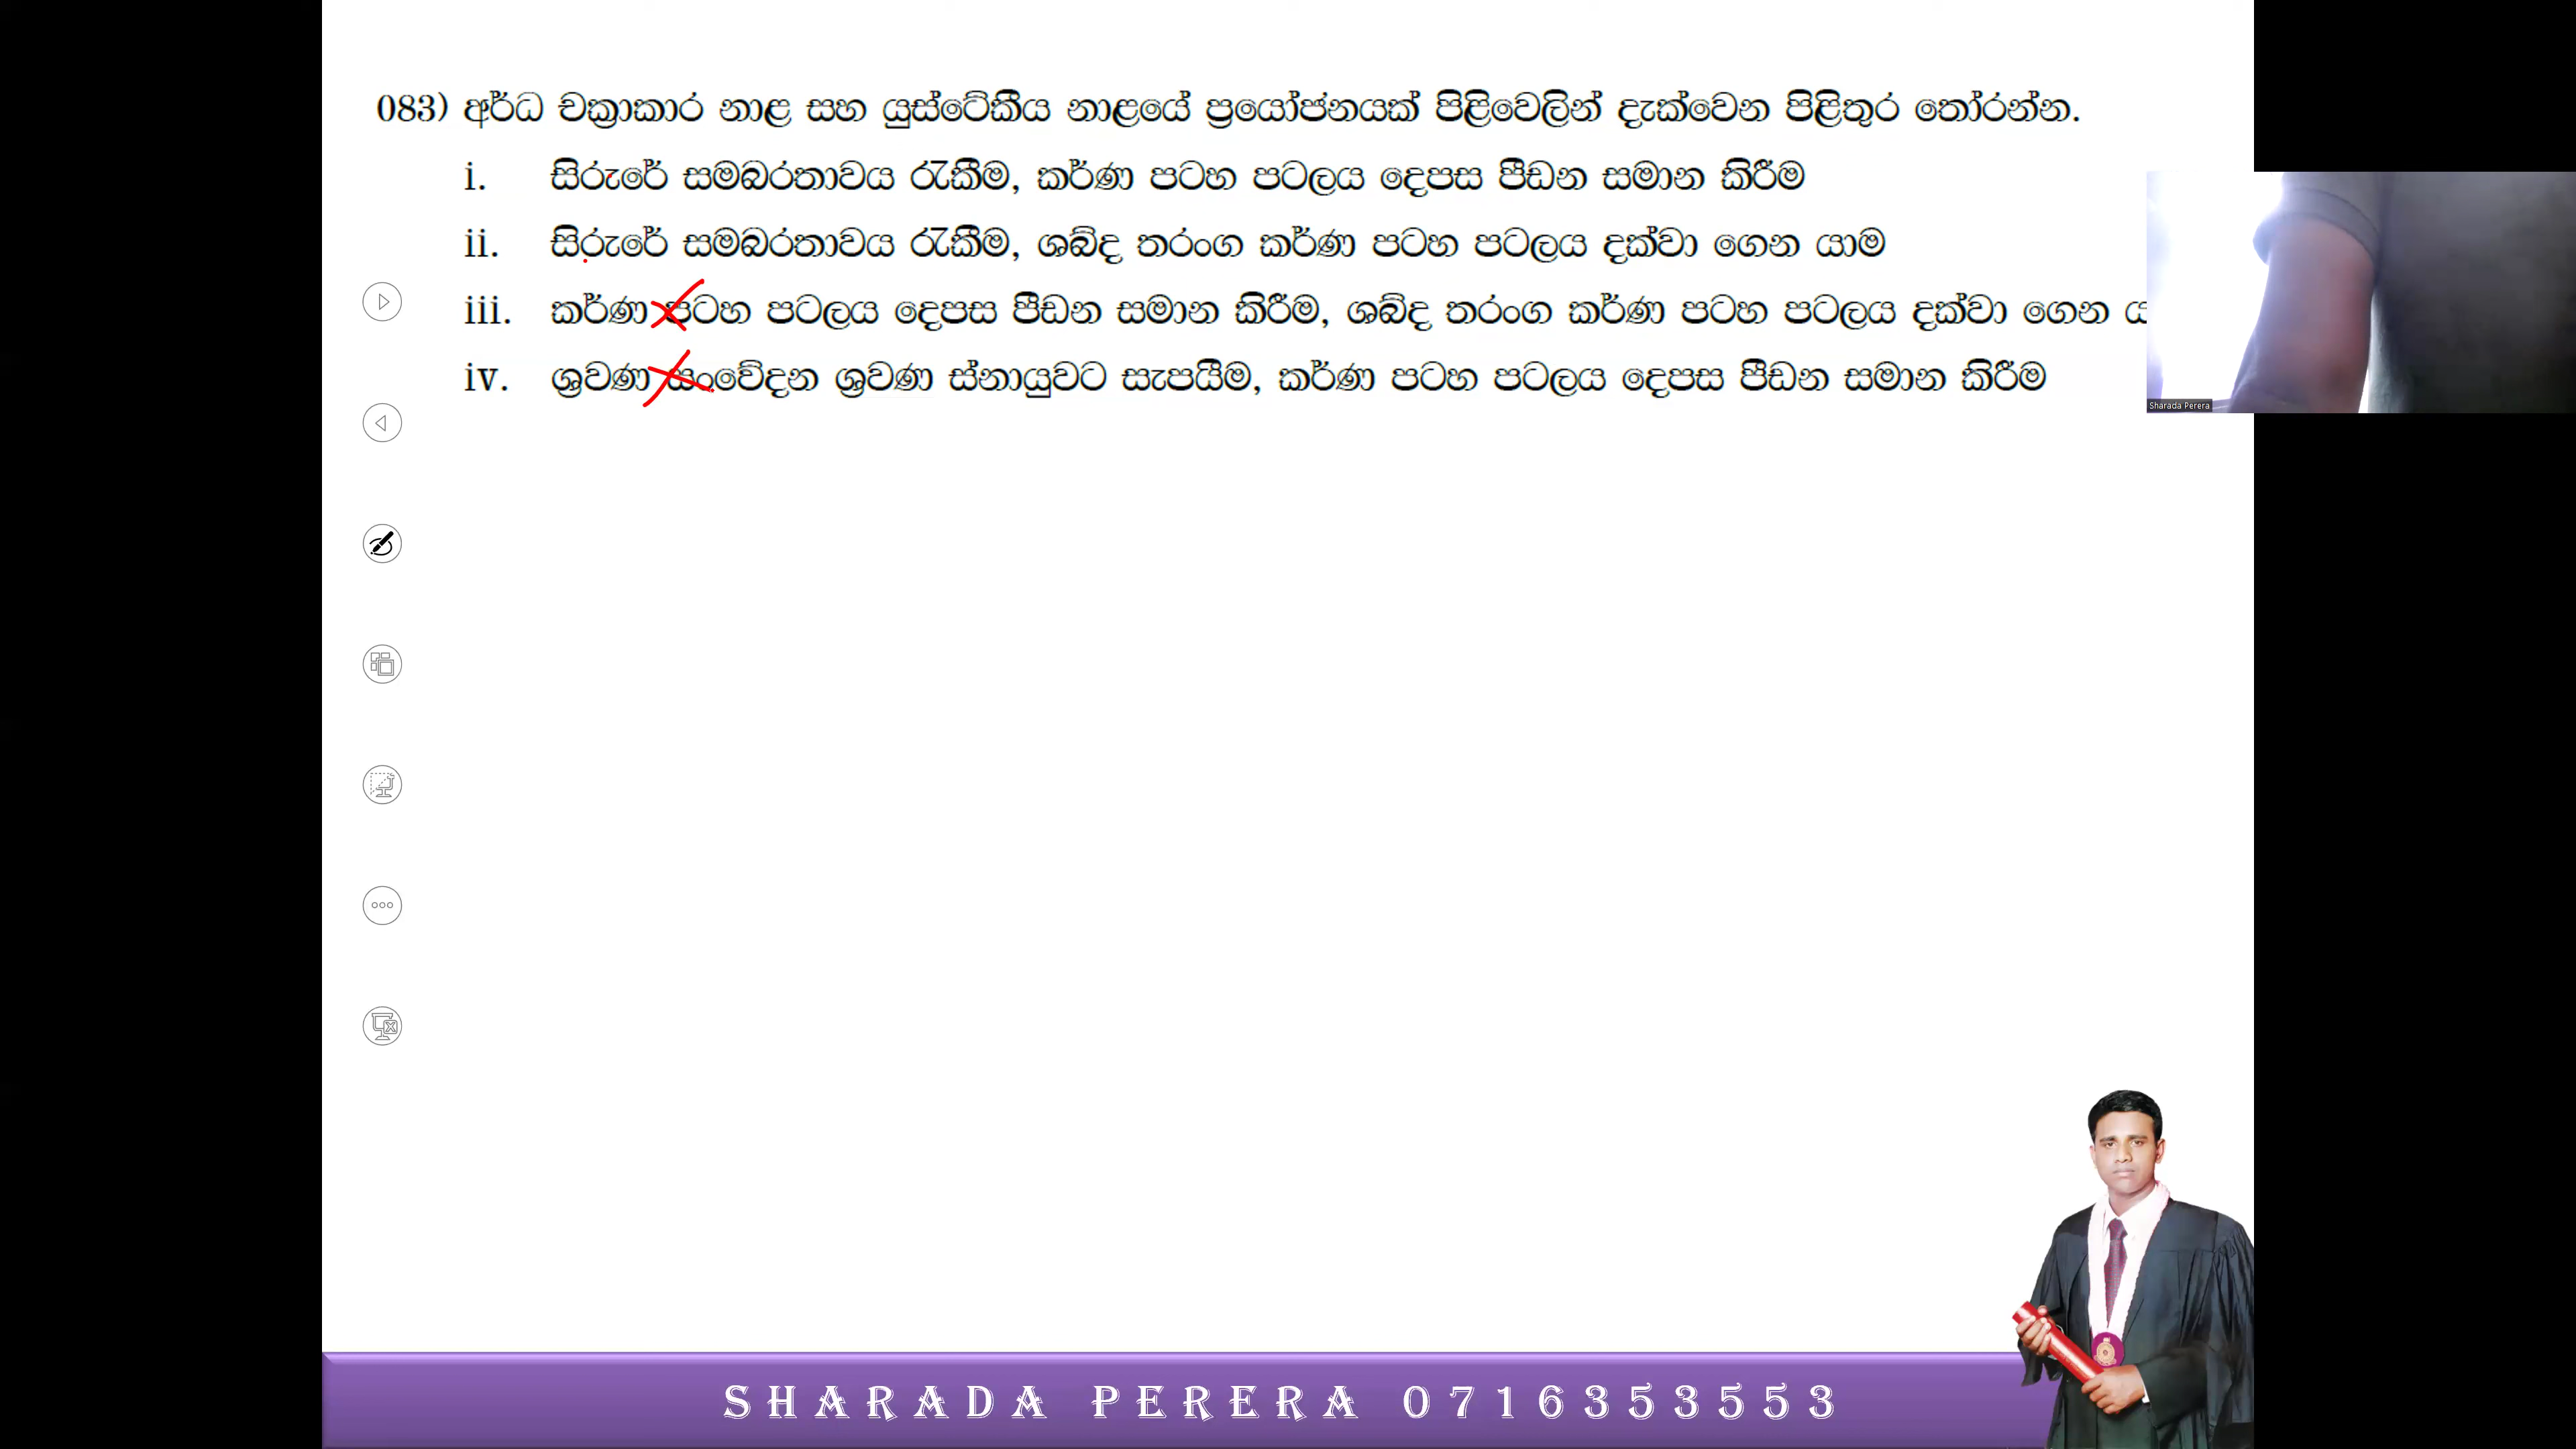 083) අර්ධ චක්‍රාකාර නාළ සහ යුස්ටේකීය නාළයේ ප්‍රයෝජනයක් පිළිවෙලින් දැක්වෙන පිළිතුර තෝරන්න.
i. සිරුරේ සමබරතාවය රැකීම, කර්ණ පටහ පටලය දෙපස පීඩන සමාන කිරීම
ii. සිරුරේ සමබරතාවය රැකීම, ශබ්ද තරංග කර්ණ පටහ පටලය දක්වා ගෙන යාම
iii. කර්ණ පටහ පටලය දෙපස පීඩන සමාන කිරීම, ශබ්ද තරංග කර්ණ පටහ පටලය දක්වා ගෙන
iv. ශ්‍රවණ සංවේදන ශ්‍රවණ ස්නායුවට සැපයීම, කර්ණ පටහ පටලය දෙපස පීඩන සමාන කිරීම
Sharada Perera
SHARADA PERERA 0716353553